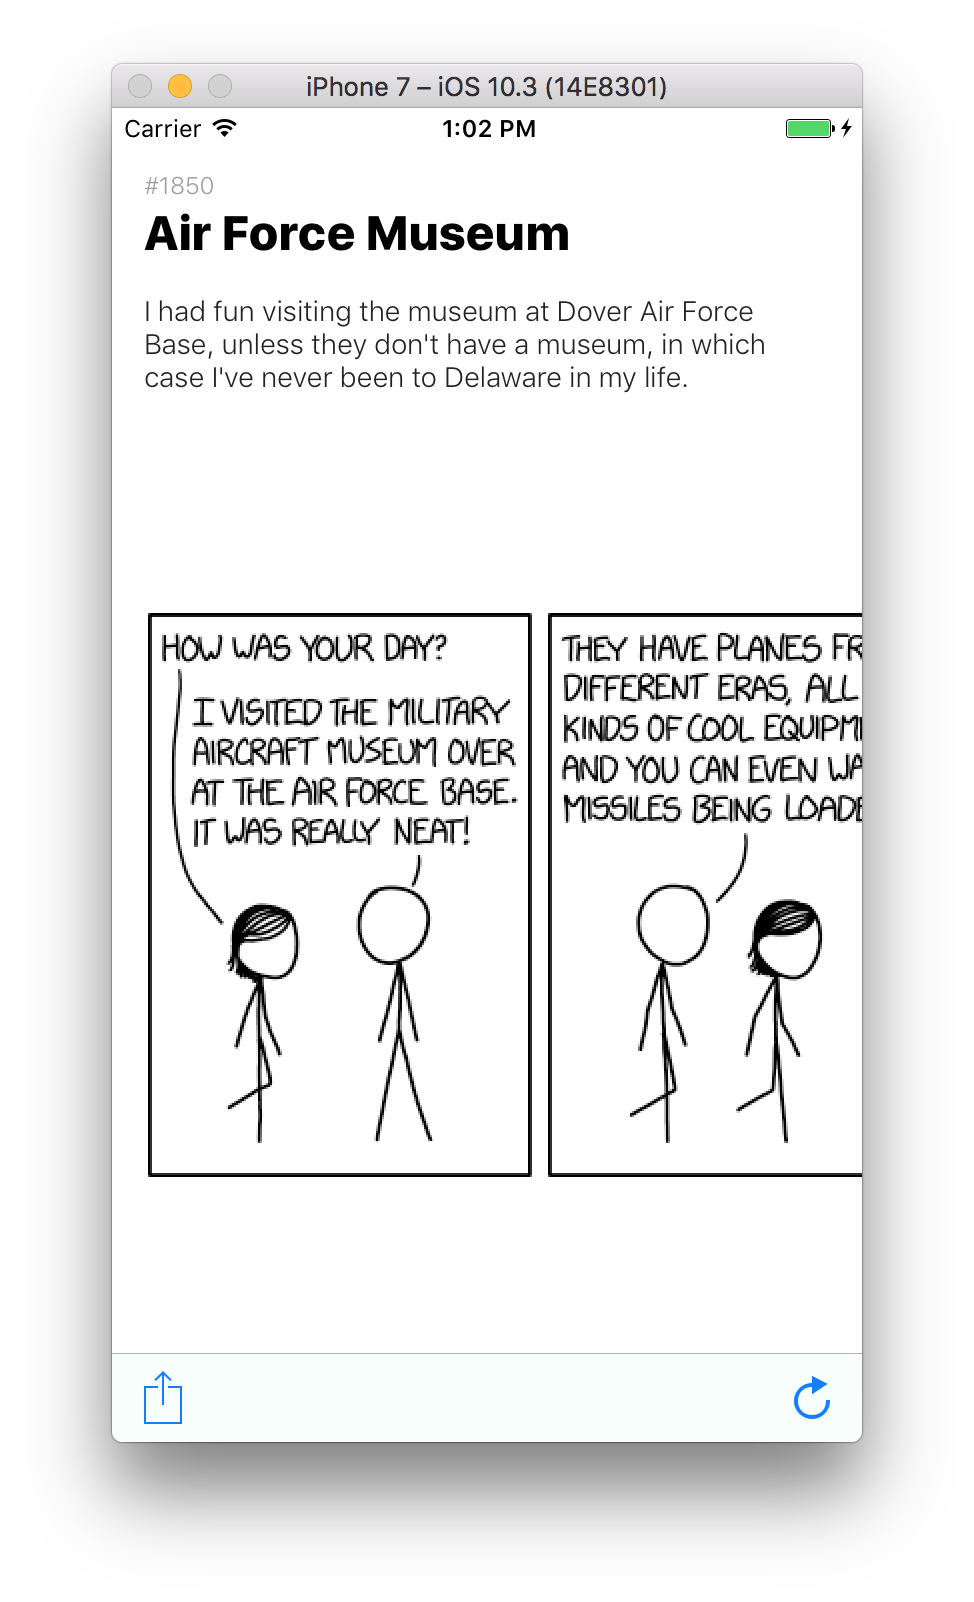 iPhone 7 – iOS 10.3 (14E8301)
Carrier 1:02 PM
#1850
Air Force Museum
I had fun visiting the museum at Dover Air Force
Base, unless they don't have a museum, in which
case I've never been to Delaware in my life.
HOW WAS YOUR DAY?
I VISITED THE MILITARY
AIRCRAFT MUSEUM OVER
AT THE AIR FORCE BASE.
IT WAS REALLY NEAT!
THEY HAVE PLANES
DIFFERENT ERAS, ALL
KINDS OF COOL
AND YOU CAN EVEN
MISSILES BEING